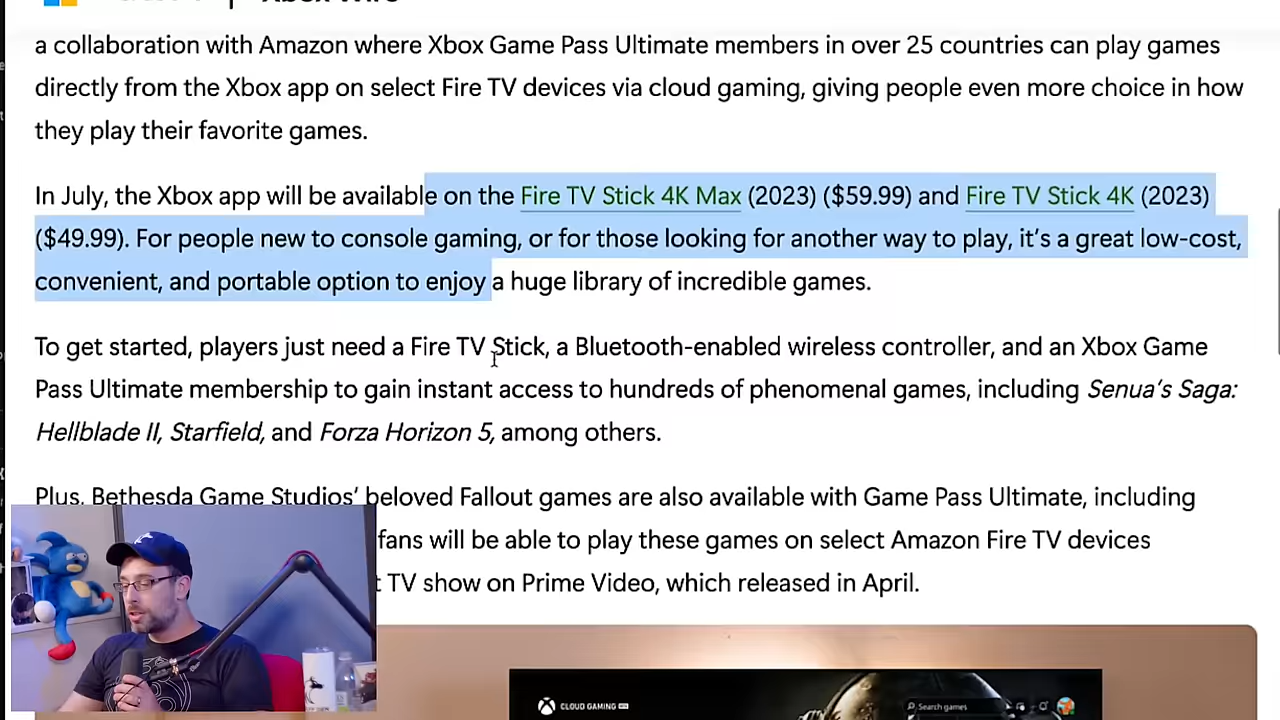 a collaboration with Amazon where Xbox Game Pass Ultimate members in over 25 countries can play games
directly from the Xbox app on select Fire TV devices via cloud gaming, giving people even more choice in how
they play their favorite games.
In July, the Xbox app will be available on the Fire TV Stick 4K Max (2023) ($59.99) and Fire TV Stick 4K (2023)
($49.99). For people new to console gaming, or for those looking for another way to play, it's a great low-cost,
convenient, and portable option to enjoy a huge library of incredible games.
To get started, players just need a Fire TV Stick, a Bluetooth-enabled wireless controller, and an Xbox Game
Pass Ultimate membership to gain instant access to hundreds of phenomenal games, including Senua's Saga:
Hellblade II, Starfield, and Forza Horizon 5, among others.
Plus, Bethesda Game Studios' beloved Fallout games are also available with Game Pass Ultimate, including
fans will be able to play these games on select Amazon Fire TV devices
TV show on Prime Video, which released in April.
CLOUD GAMING
Search games